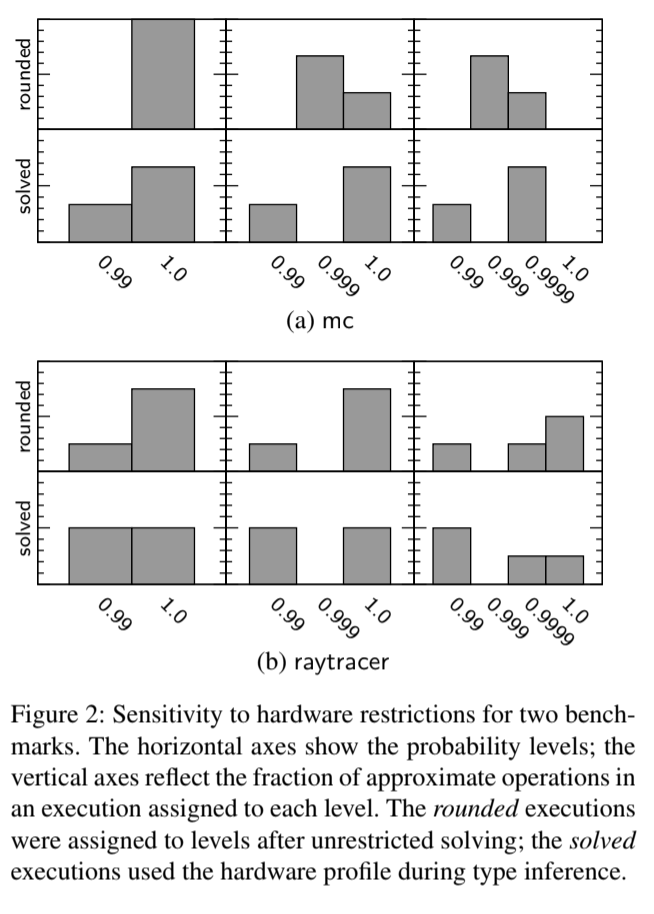 rounded
solved
0.99 1.0 0.99 0.999 1.0 0.99 0.999 0.9999 1.0
(a) mc
rounded
solved
0.99 1.0 0.99 0.999 1.0 0.99 0.999 0.9999 1.0
(b) raytracer
Figure 2: Sensitivity to hardware restrictions for two bench-
marks. The horizontal axes show the probability levels; the
vertical axes reflect the fraction of approximate operations in
an execution assigned to each level. The rounded executions
were assigned to levels after unrestricted solving; the solved
executions used the hardware profile during type inference.